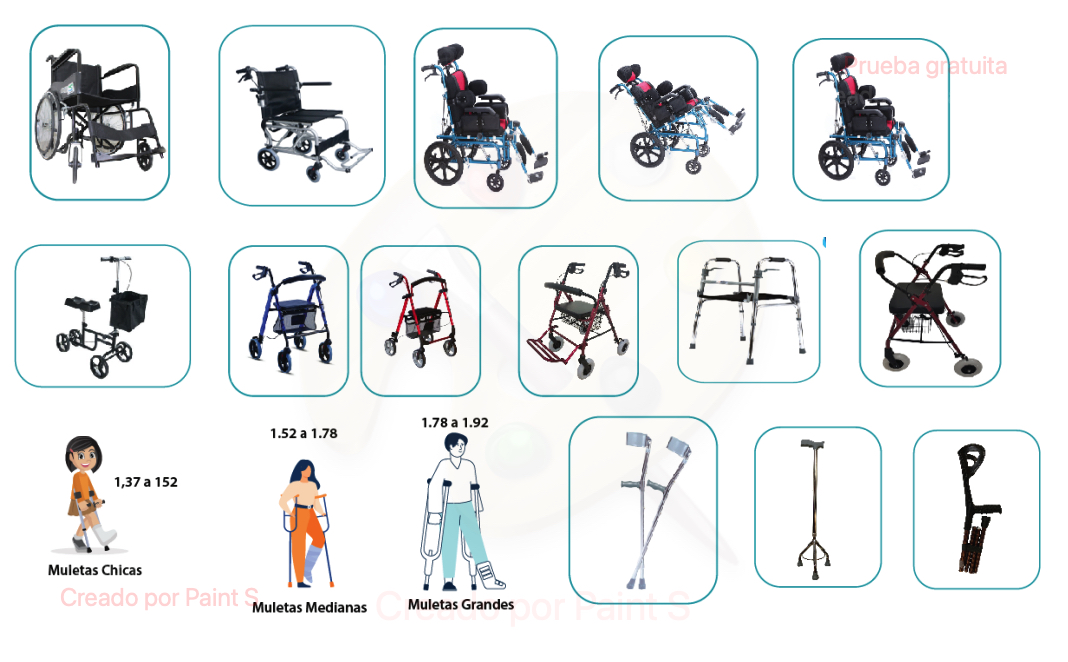 Prueba gratuita
1.78 a 1.92
1.52 a 1.78
1,37 a 152
Muletas Chicas
Creado por Paint S
Muletas Medianas
Muletas Grandes
Creado por Paint S